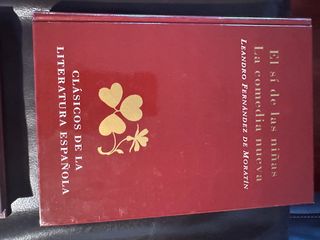 El sí de las niñas
La comedia nueva
LEANDRO FERNÁNDEZ DE MORATÍN
CLÁSICOS DE LA
LITERATURA ESPAÑOLA